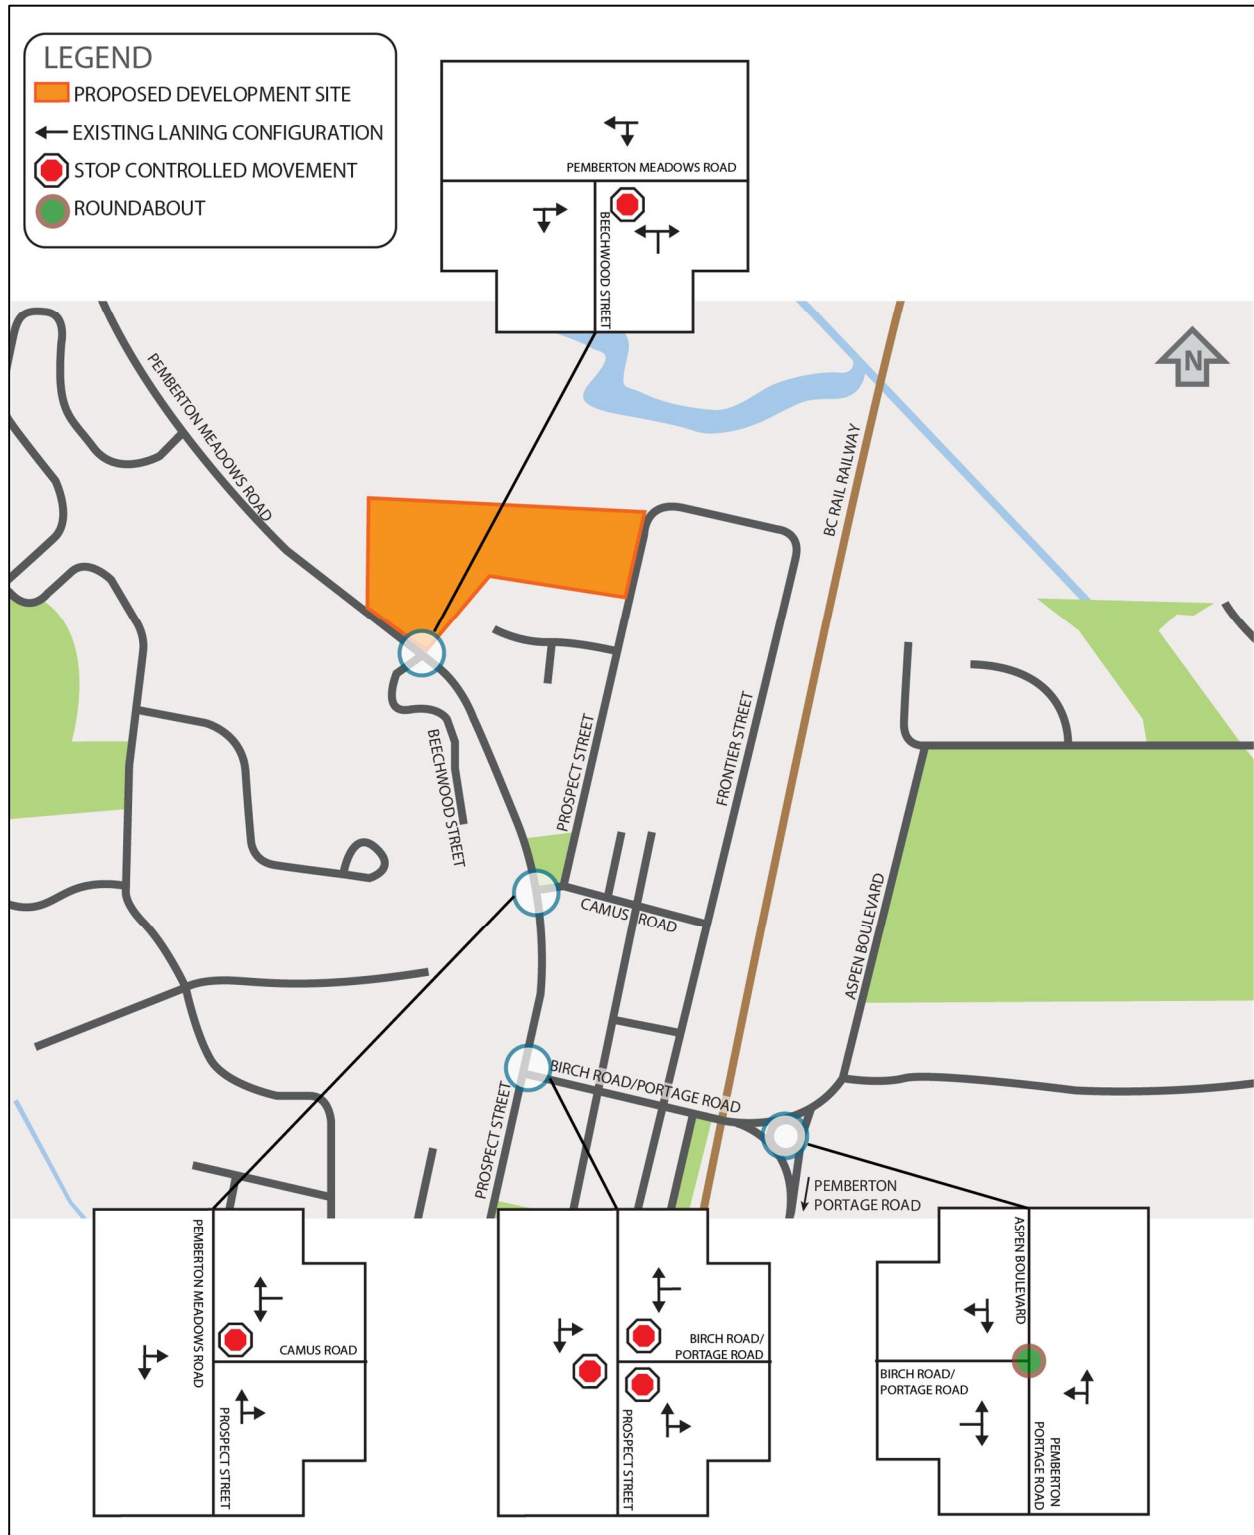 LEGEND
PROPOSED DEVELOPMENT SITE
EXISTING LANING CONFIGURATION
STOP CONTROLLED MOVEMENT
ROUNDABOUT
PEMBERTON MEADOWS ROAD
BEECHWOOD STREET
N
PEMBERTON MEADOWS ROAD
BC RAIL RAILWAY
BEECHWOOD STREET
PROSPECT STREET
FRONTIER STREET
CAMUS ROAD
ASPEN BOULEVARD
BIRCH ROAD/PORTAGE ROAD
PROSPECT STREET
PEMBERTON
PORTAGE ROAD
PEMBERTON MEADOWS ROAD
CAMUS ROAD
PROSPECT STREET
BIRCH ROAD/
PORTAGE ROAD
PROSPECT STREET
ASPEN BOULEVARD
BIRCH ROAD/
PORTAGE ROAD
PEMBERTON
PORTAGE ROAD